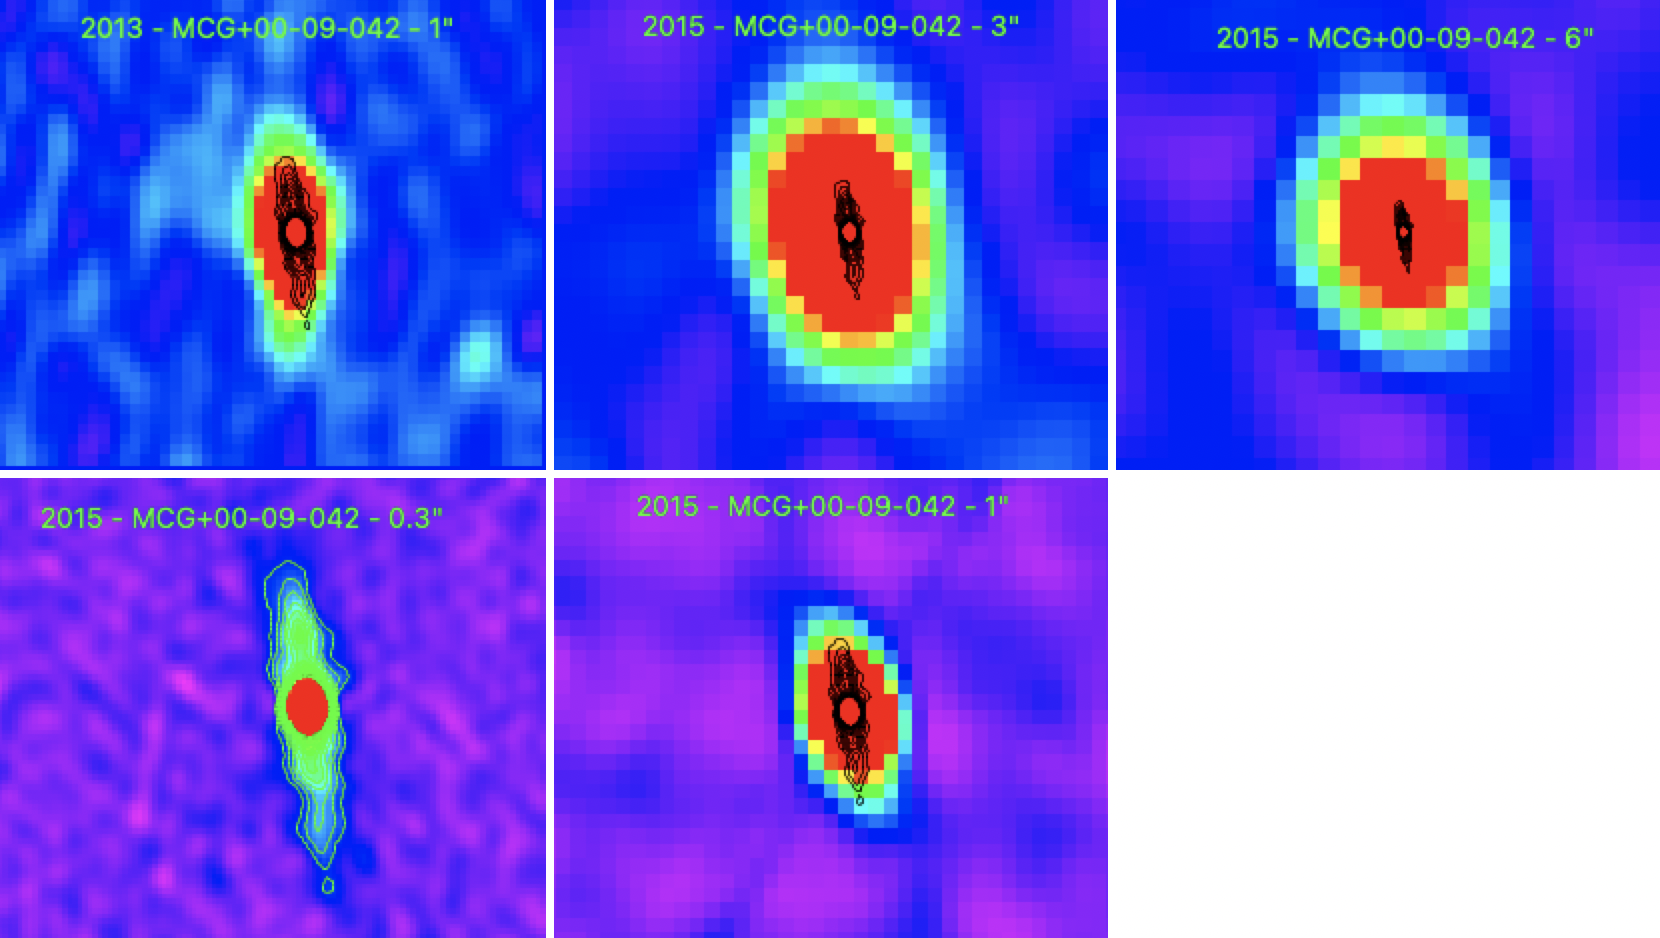 2013 - MCG+00-09-042 - 1"
2015 - MCG+00-09-042 - 3"
2015 - MCG+00-09-042 - 6"
2015 - MCG+00-09-042 - 0.3"
2015 - MCG+00-09-042 - 1"